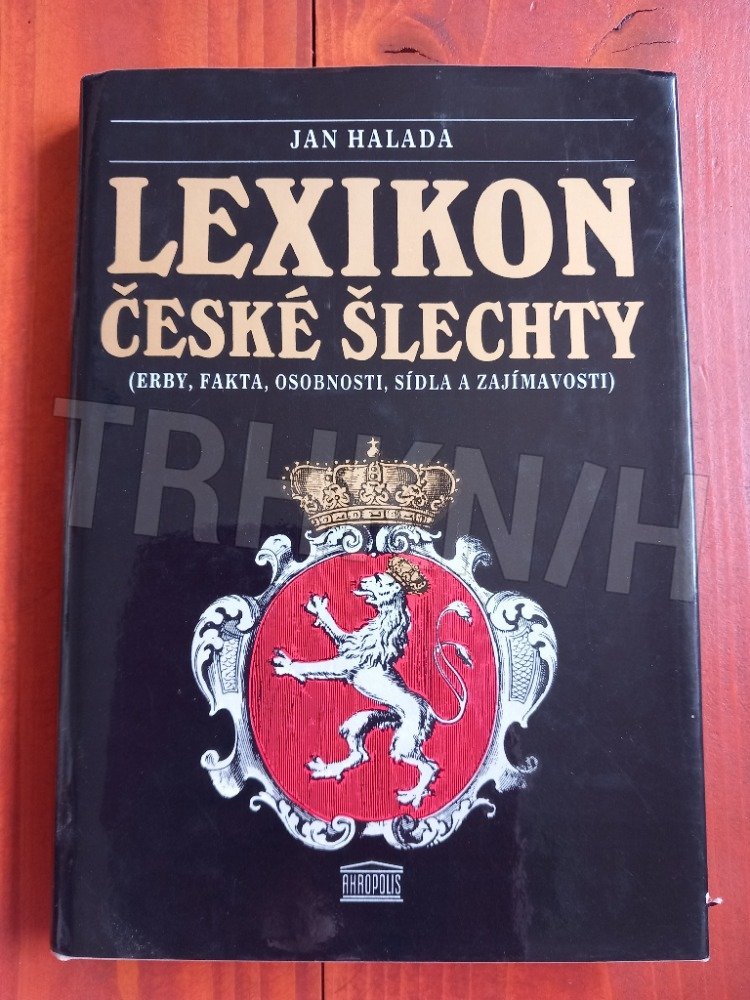 JAN HALADA
LEXIKON
ČESKÉ ŠLECHTY
(ERBY, FAKTA, OSOBNOSTI, SÍDLA A ZAJÍMAVOSTI)
TRHKNIH
AKROPOLIS